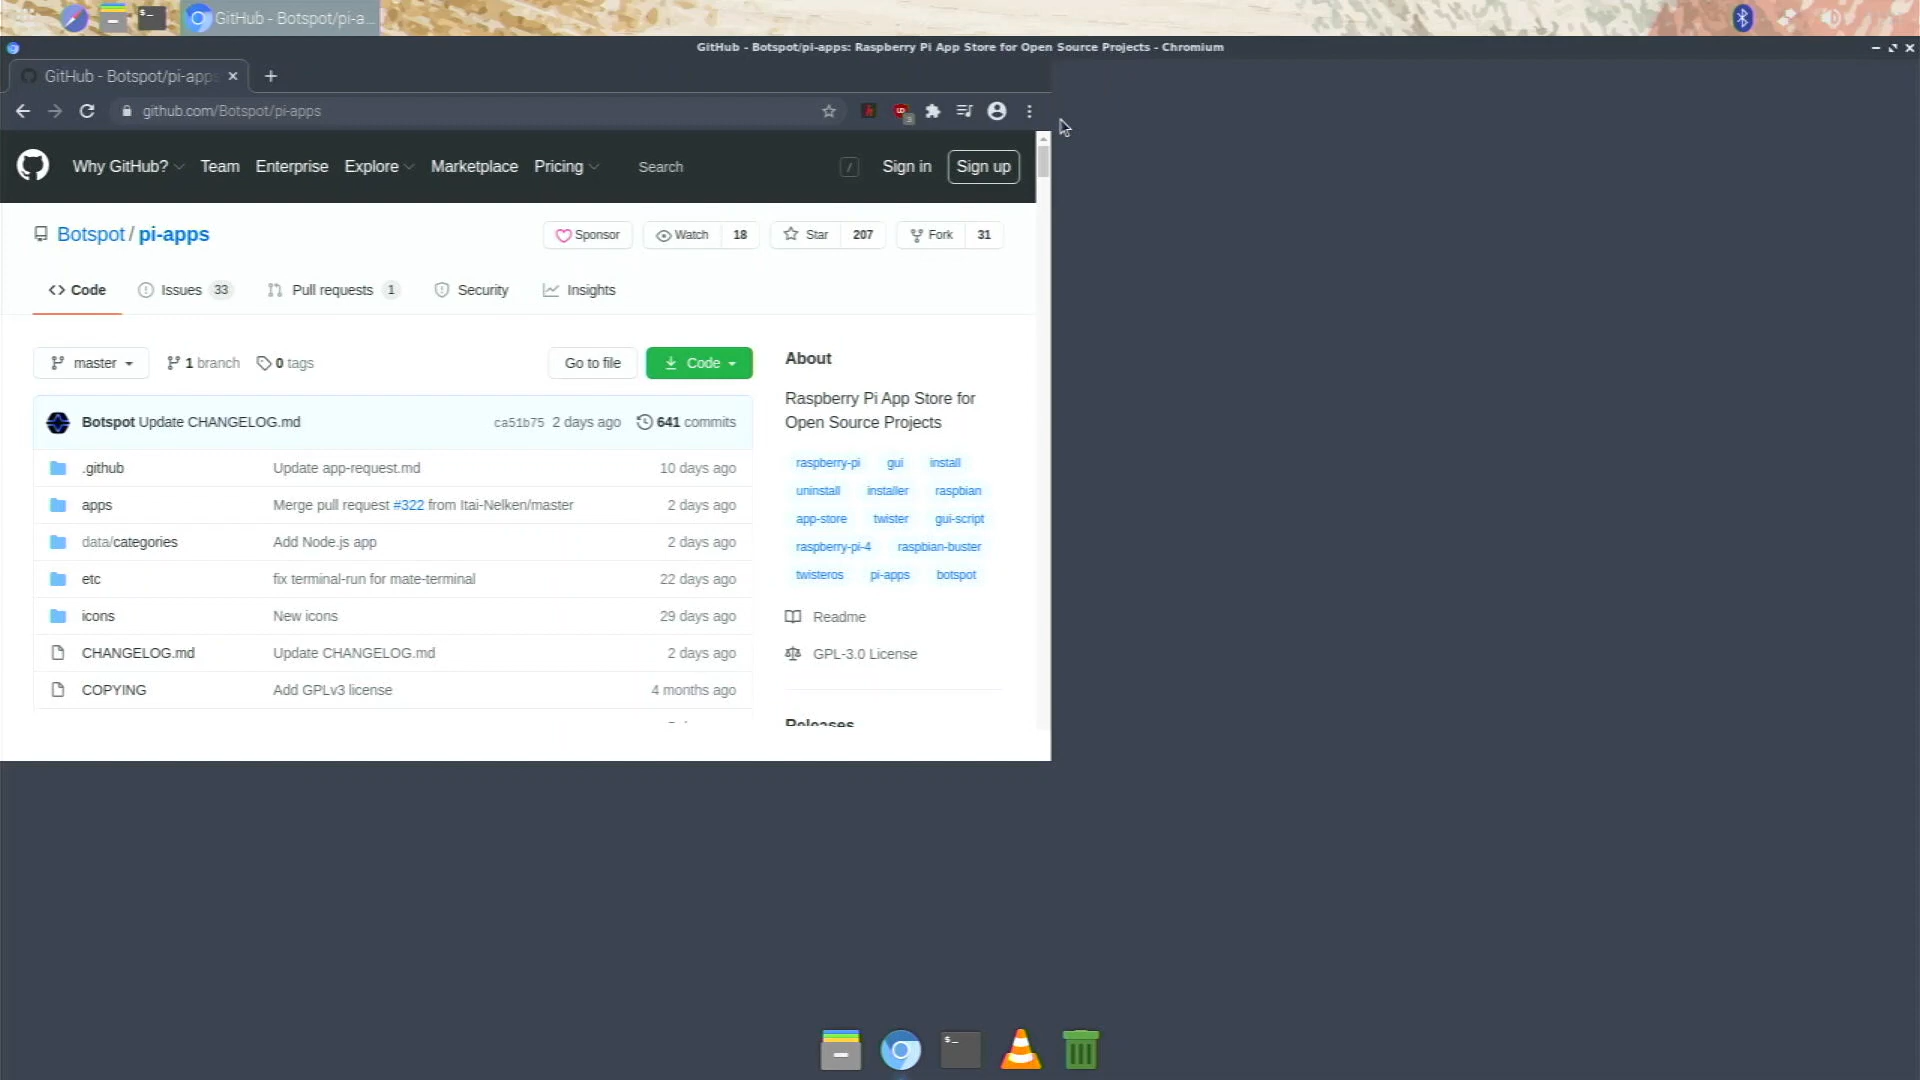 GitHub - Botspot/pi-a...
GitHub - Botspot/pi-apps: Raspberry Pi App Store for Open Source Projects - Chromium
GitHub - Botspot/pi-apps
github.com/Botspot/pi-apps
3
Why GitHub? Team Enterprise Explore Marketplace Pricing Search / Sign in Sign up
Botspot / pi-apps Sponsor Watch 18 Star 207 Fork 31
Code Issues 33 Pull requests 1 Security Insights
master 1 branch 0 tags Go to file Code
About
Raspberry Pi App Store for
Open Source Projects
Botspot Update CHANGELOG.md ca51b75 2 days ago 641 commits
.github Update app-request.md 10 days ago
apps Merge pull request #322 from Itai-Nelken/master 2 days ago
data/categories Add Node.js app 2 days ago
etc fix terminal-run for mate-terminal 22 days ago
icons New icons 29 days ago
CHANGELOG.md Update CHANGELOG.md 2 days ago
COPYING Add GPLv3 license 4 months ago
raspberry-pi gui install
uninstall installer raspbian
app-store twister gui-script
raspberry-pi-4 raspbian-buster
twisteros pi-apps botspot
Readme
GPL-3.0 License
Releases
$_